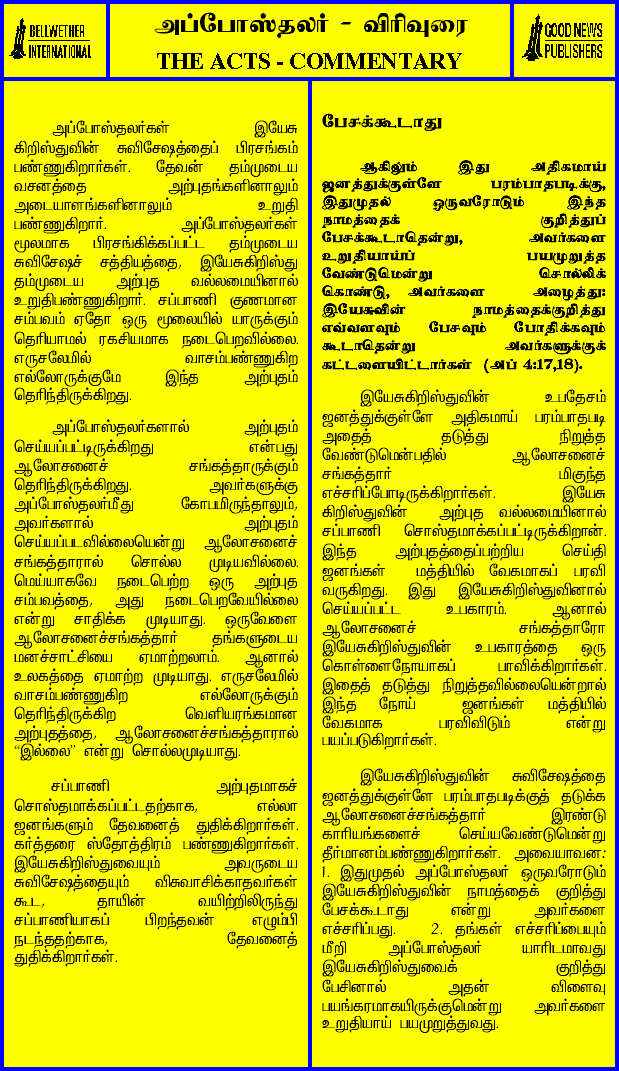 BELLWETHER
INTERNATIONAL
அப்போஸ்தலர் - விரிவுரை
THE ACTS - COMMENTARY
GOOD NEWS
PUBLISHERS
அப்போஸ்தலர்கள் இயேசு
கிறிஸ்துவின் சுவிசேஷத்தைப் பிரசங்கம்
பண்ணுகிறார்கள். தேவன் தம்முடைய
வசனத்தை அற்புதங்களினாலும்
அடையாளங்களினாலும் உறுதி
பண்ணுகிறார். அப்போஸ்தலர்கள்
மூலமாக பிரசங்கிக்கப்பட்ட தம்முடைய
சுவிசேஷச் சத்தியத்தை, இயேசுகிறிஸ்து
தம்முடைய அற்புத வல்லமையினால்
உறுதிபண்ணுகிறார். சப்பாணி குணமான
சம்பவம் ஏதோ ஒரு மூலையில் யாருக்கும்
தெரியாமல் ரகசியமாக நடைபெறவில்லை.
எருசலேமில் வாசம்பண்ணுகிற
எல்லோருக்குமே இந்த அற்புதம்
தெரிந்திருக்கிறது.
அப்போஸ்தலர்களால் அற்புதம்
செய்யப்பட்டிருக்கிறது என்பது
ஆலோசனைச் சங்கத்தாருக்கும்
தெரிந்திருக்கிறது. அவர்களுக்கு
அப்போஸ்தலர்மீது கோபமிருந்தாலும்,
அவர்களால் அற்புதம்
செய்யப்படவில்லையென்று ஆலோசனைச்
சங்கத்தாரால் சொல்ல முடியவில்லை.
மெய்யாகவே நடைபெற்ற ஒரு அற்புத
சம்பவத்தை, அது நடைபெறவேயில்லை
என்று சாதிக்க முடியாது. ஒருவேளை
ஆலோசனைச்சங்கத்தார் தங்களுடைய
மனச்சாட்சியை ஏமாற்றலாம். ஆனால்
உலகத்தை ஏமாற்ற முடியாது. எருசலேமில்
வாசம்பண்ணுகிற எல்லோருக்கும்
தெரிந்திருக்கிற வெளியரங்கமான
அற்புதத்தை, ஆலோசனைச்சங்கத்தாரால்
“இல்லை” என்று சொல்லமுடியாது.
சப்பாணி அற்புதமாகச்
சொஸ்தமாக்கப்பட்டதற்காக, எல்லா
ஜனங்களும் தேவனைத் துதிக்கிறார்கள்.
கர்த்தரை ஸ்தோத்திரம் பண்ணுகிறார்கள்.
இயேசுகிறிஸ்துவையும் அவருடைய
சுவிசேஷத்தையும் விசுவாசிக்காதவர்கள்
கூட, தாயின் வயிற்றிலிருந்து
சப்பாணியாகப் பிறந்தவன் எழும்பி
நடந்ததற்காக, தேவனைத்
துதிக்கிறார்கள்.
பேசக்கூடாது
ஆகிலும் இது அதிகமாய்
ஜனத்துக்குள்ளே பரம்பாதபடிக்கு,
இதுமுதல் ஒருவரோடும் இந்த
நாமத்தைக் குறித்துப்
பேசக்கூடாதென்று, அவர்களை
உறுதியாய்ப் பயமுறுத்த
வேண்டுமென்று சொல்லிக்
கொண்டு, அவர்களை அழைத்து:
இயேசுவின் நாமத்தைக்குறித்து
எவ்வளவும் பேசவும் போதிக்கவும்
கூடாதென்று அவர்களுக்குக்
கட்டளையிட்டார்கள் (அப் 4:17,18).
இயேசுகிறிஸ்துவின் உபதேசம்
ஜனத்துக்குள்ளே அதிகமாய் பரம்பாதபடி
அதைத் தடுத்து நிறுத்த
வேண்டுமென்பதில் ஆலோசனைச்
சங்கத்தார் மிகுந்த
எச்சரிப்போடிருக்கிறார்கள். இயேசு
கிறிஸ்துவின் அற்புத வல்லமையினால்
சப்பாணி சொஸ்தமாக்கப்பட்டிருக்கிறான்.
இந்த அற்புதத்தைப்பற்றிய செய்தி
ஜனங்கள் மத்தியில் வேகமாகப் பரவி
வருகிறது. இது இயேசுகிறிஸ்துவினால்
செய்யப்பட்ட உபகாரம். ஆனால்
ஆலோசனைச் சங்கத்தாரோ
இயேசுகிறிஸ்துவின் உபகாரத்தை ஒரு
கொள்ளைநோயாகப் பாவிக்கிறார்கள்.
இதைத் தடுத்து நிறுத்தவில்லையென்றால்
இந்த நோய் ஜனங்கள் மத்தியில்
வேகமாக பரவிவிடும் என்று
பயப்படுகிறார்கள்.
இயேசுகிறிஸ்துவின் சுவிசேஷத்தை
ஜனத்துக்குள்ளே பரம்பாதபடிக்குத் தடுக்க
ஆலோசனைச்சங்கத்தார் இரண்டு
காரியங்களைச் செய்யவேண்டுமென்று
தீர்மானம்பண்ணுகிறார்கள். அவையாவன:
1. இதுமுதல் அப்போஸ்தலர் ஒருவரோடும்
இயேசுகிறிஸ்துவின் நாமத்தைக் குறித்து
பேசக்கூடாது என்று அவர்களை
எச்சரிப்பது. 2. தங்கள் எச்சரிப்பையும்
மீறி அப்போஸ்தலர் யாரிடமாவது
இயேசுகிறிஸ்துவைக் குறித்து
பேசினால் அதன் விளைவு
பயங்கரமாகயிருக்குமென்று அவர்களை
உறுதியாய் பயமுறுத்துவது.